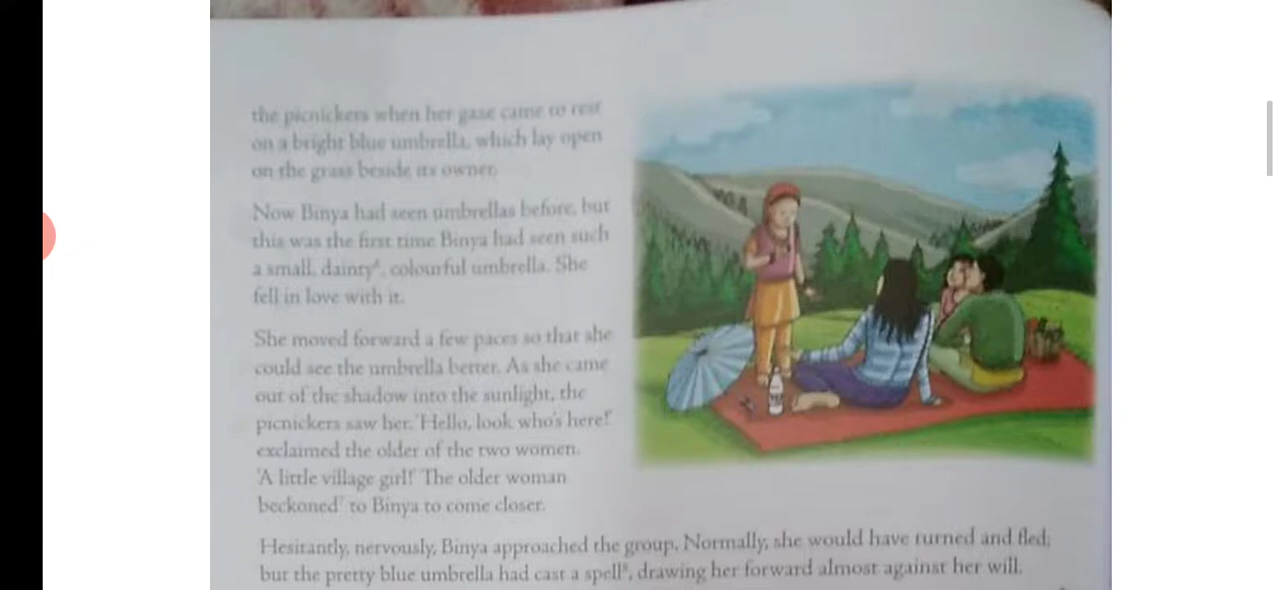 the picnickers when her gaze came to rest
on a bright blue umbrella, which lay open
on the grass beside its owner.
Now Binya had seen umbrellas before, but
this was the first time Binya had seen such
a small, dainty⁶, colourful umbrella. She
fell in love with it.
She moved forward a few paces so that she
could see the umbrella better. As she came
out of the shadow into the sunlight, the
picnickers saw her. 'Hello, look who's here!'
exclaimed the older of the two women.
'A little village girl!' The older woman
beckoned⁷ to Binya to come closer.
Hesitantly, nervously, Binya approached the group. Normally, she would have turned and fled;
but the pretty blue umbrella had cast a spell⁸, drawing her forward almost against her will.